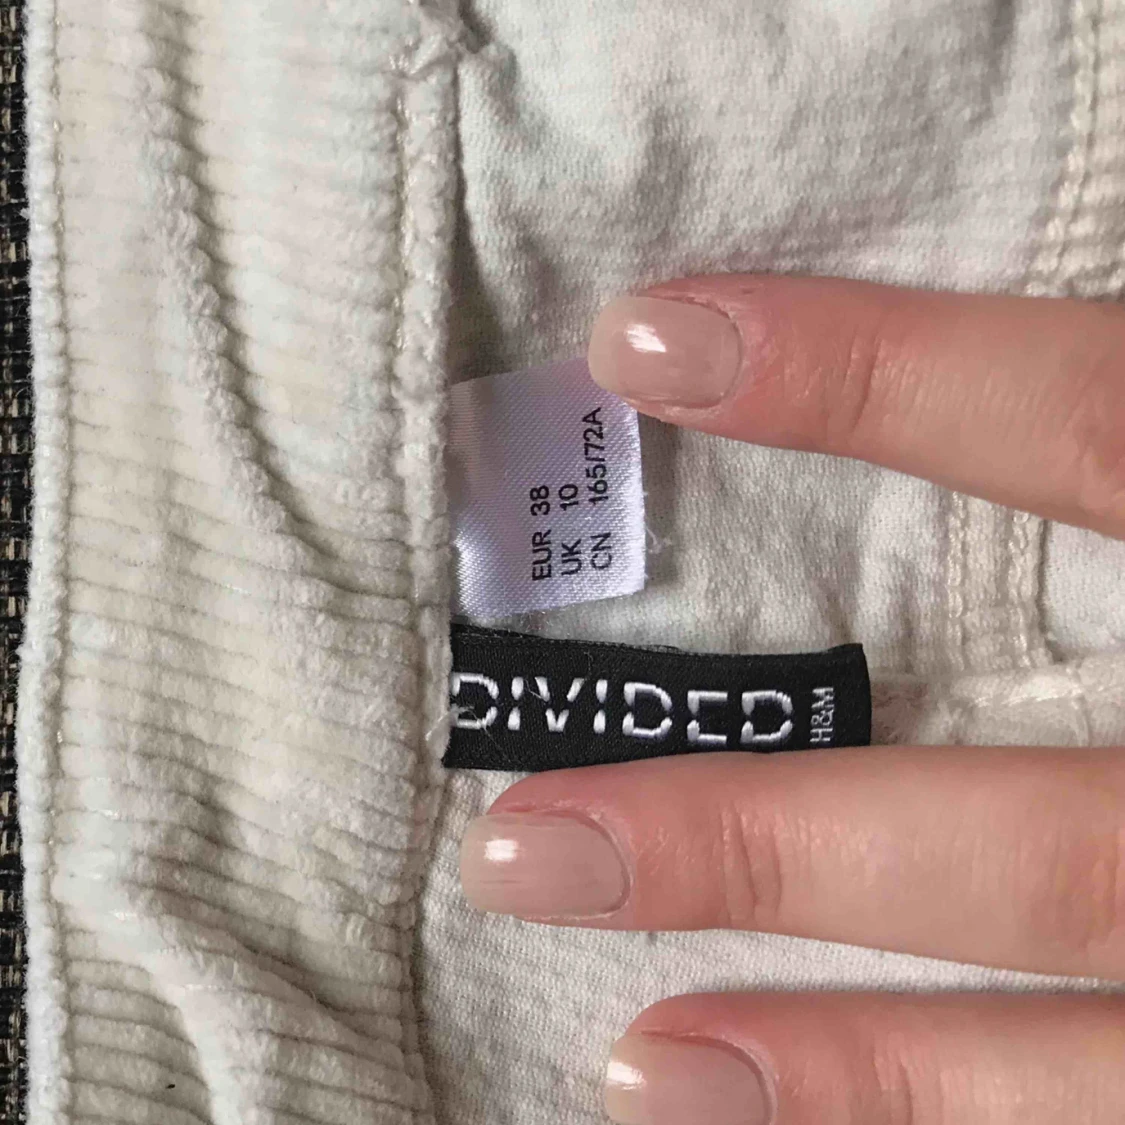 EUR 38
UK 10
CN 165/72A
DIVIDED
H&M